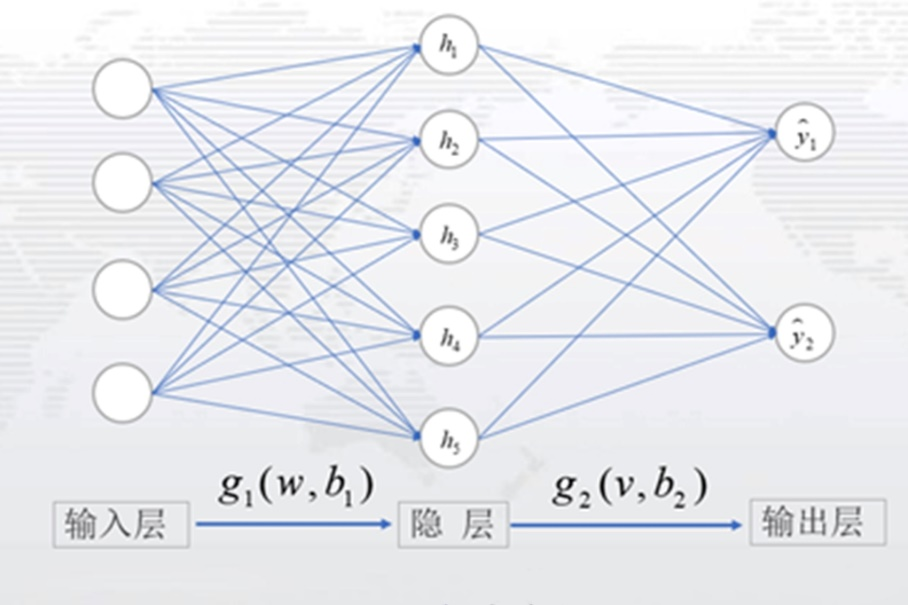 h₁
h₂
ŷ₁
h₃
h₄
ŷ₂
h₅
g₁(w,b₁)
g₂(v,b₂)
输入层
隐 层
输出层